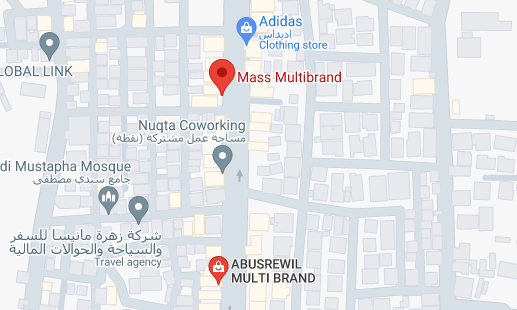 Adidas
اديداس
Clothing store
GLOBAL LINK
Mass Multibrand
Nuqta Coworking
مساحة عمل مشتركة (نقطة)
di Mustapha Mosque
جامع سيدي مصطفى
شركة زهرة مانيسا للسفر
والسياحة والحوالات المالية
Travel agency
ABUSREWIL
MULTI BRAND